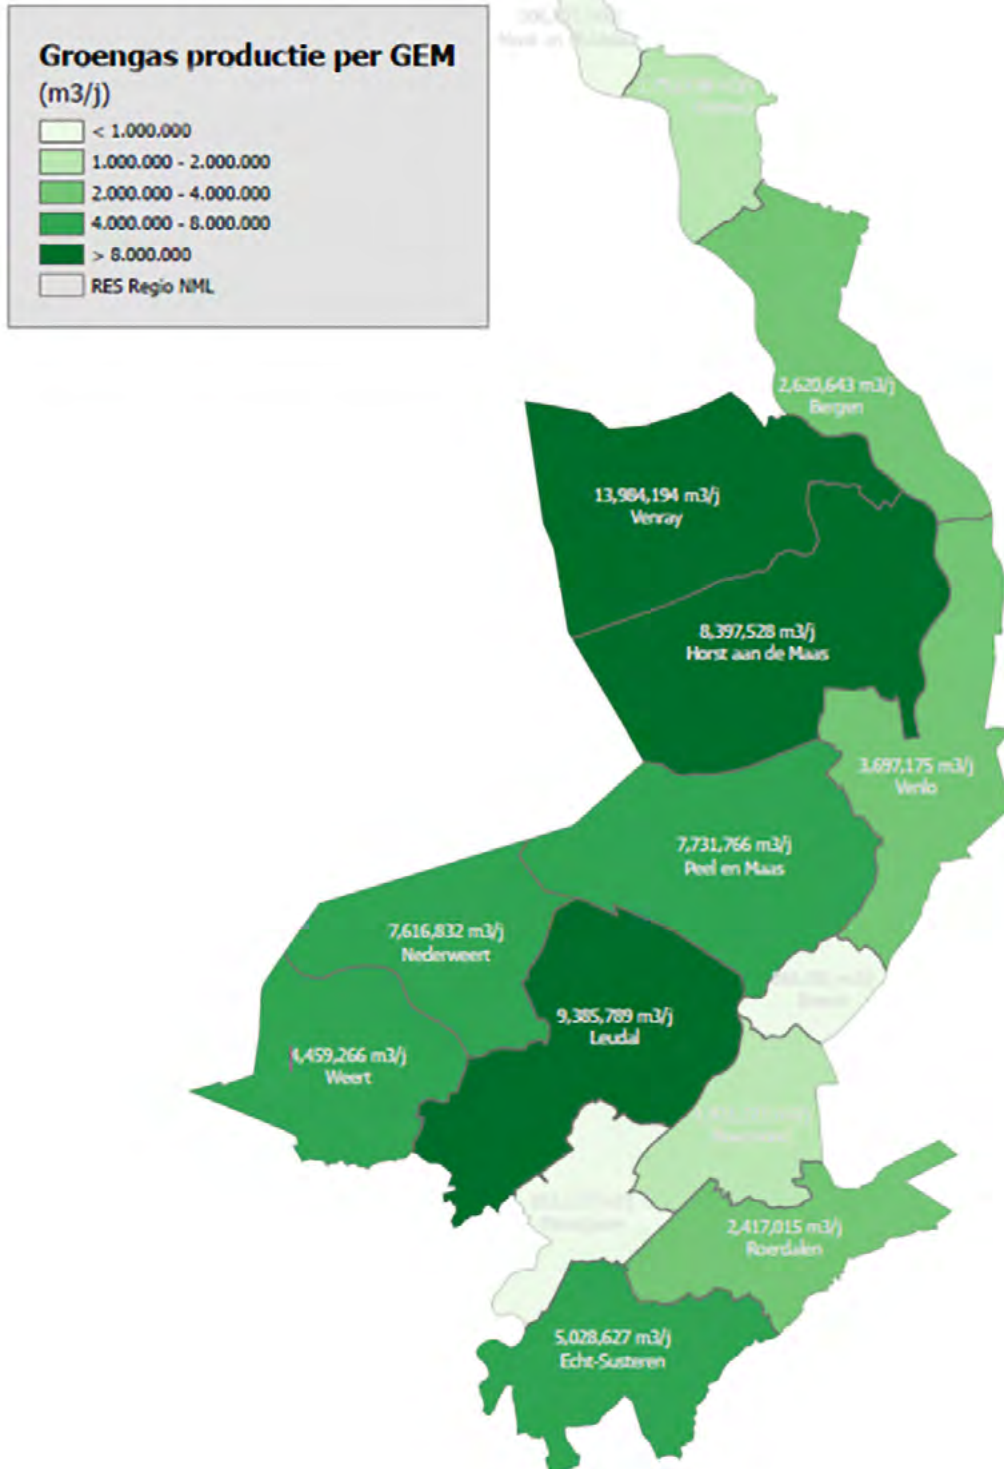 Groengas productie per GEM
(m3/j)
< 1.000.000
1.000.000 - 2.000.000
2.000.000 - 4.000.000
4.000.000 - 8.000.000
> 8.000.000
RES Regio NML
2,620,643 m3/j
Bergen
13,984,194 m3/j
Venray
8,397,528 m3/j
Horst aan de Maas
3,697,175 m3/j
Venlo
7,731,766 m3/j
Peel en Maas
7,616,832 m3/j
Nederweert
9,385,789 m3/j
Leudal
4,459,266 m3/j
Weert
2,417,015 m3/j
Roerdalen
5,028,627 m3/j
Echt-Susteren